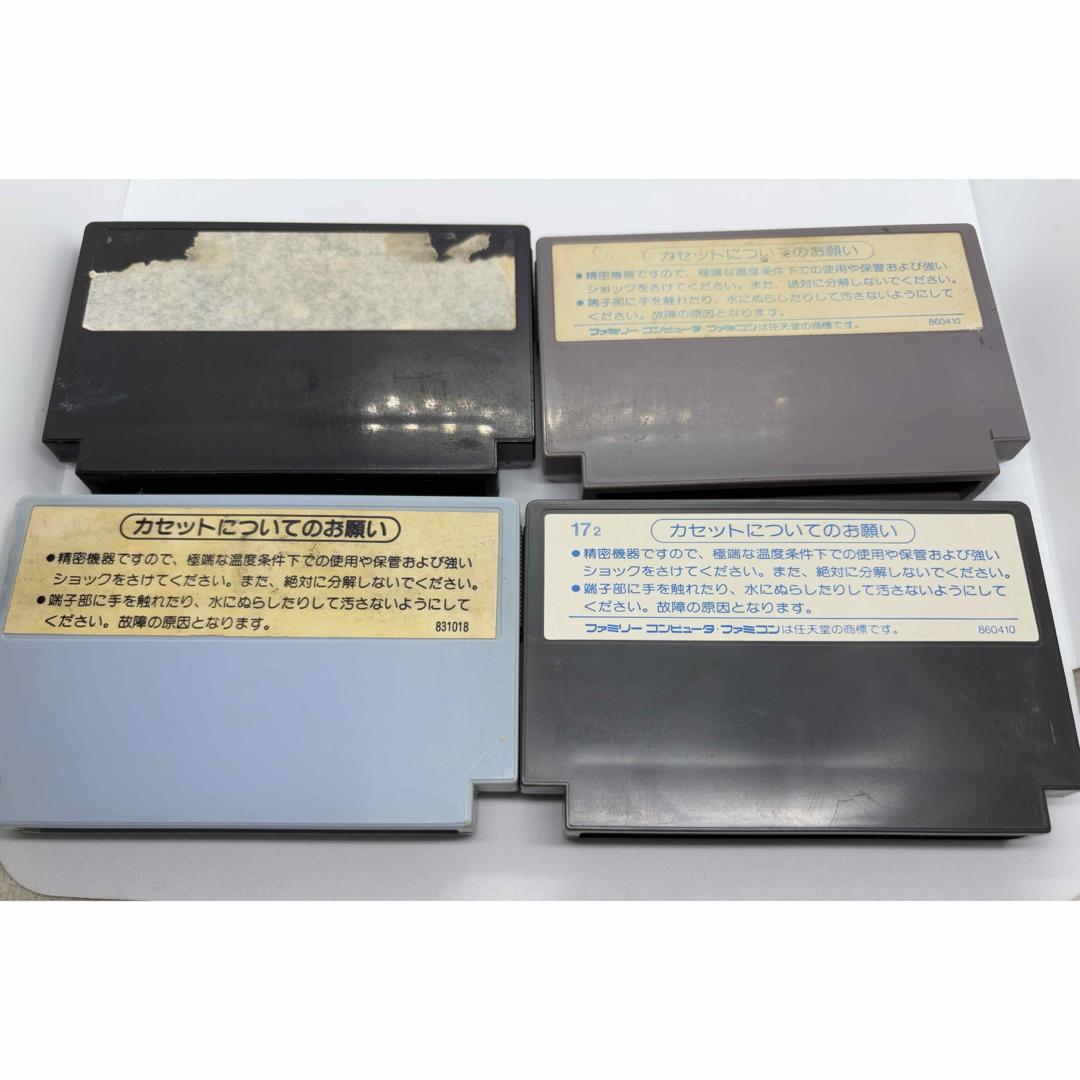 カセットについてのお願い
●精密機器ですので、極端な温度条件下での使用や保管および強い
ショックをさけてください。また、絶対に分解しないでください。
●端子部に手を触れたり、水にぬらしたりして汚さないようにして
ください。故障の原因となります。
ファミリー コンピュータ・ファミコンは任天堂の商標です。 860410
カセットについてのお願い
●精密機器ですので、極端な温度条件下での使用や保管および強い
ショックをさけてください。また、絶対に分解しないでください。
●端子部に手を触れたり、水にぬらしたりして汚さないようにして
ください。故障の原因となります。 831018
172 カセットについてのお願い
●精密機器ですので、極端な温度条件下での使用や保管および強い
ショックをさけてください。また、絶対に分解しないでください。
●端子部に手を触れたり、水にぬらしたりして汚さないようにして
ください。故障の原因となります。
ファミリー コンピュータ・ファミコンは任天堂の商標です。 860410